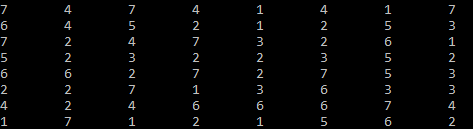 7 4 7 4 1 4 1 7
6 4 5 2 1 2 5 3
7 2 4 7 3 2 6 1
5 2 3 2 2 3 5 2
6 6 2 7 2 7 5 3
2 2 7 1 3 6 3 3
4 2 4 6 6 6 7 4
1 7 1 2 1 5 6 2